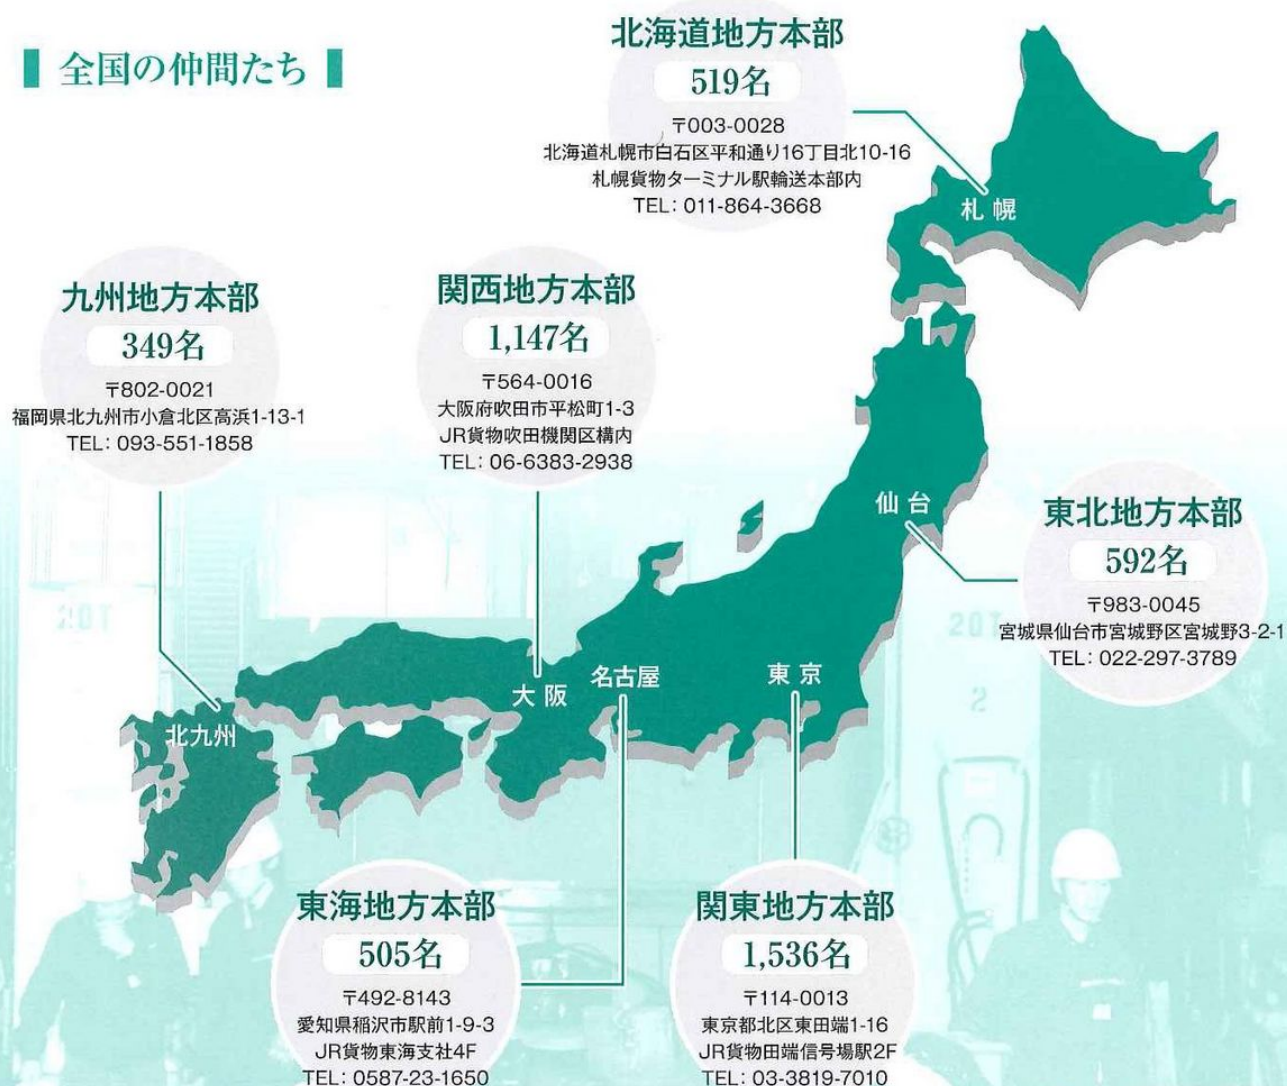 全国の仲間たち
北海道地方本部
519名
〒003-0028
北海道札幌市白石区平和通り16丁目北10-16
札幌貨物ターミナル駅輸送本部内
TEL: 011-864-3668
札幌
九州地方本部
349名
〒802-0021
福岡県北九州市小倉北区高浜1-13-1
TEL: 093-551-1858
関西地方本部
1,147名
〒564-0016
大阪府吹田市平松町1-3
JR貨物吹田機関区構内
TEL: 06-6383-2938
仙台
東北地方本部
592名
〒983-0045
宮城県仙台市宮城野区宮城野3-2-1
TEL: 022-297-3789
大阪
名古屋
東京
北九州
東海地方本部
505名
〒492-8143
愛知県稲沢市駅前1-9-3
JR貨物東海支社4F
TEL: 0587-23-1650
関東地方本部
1,536名
〒114-0013
東京都北区東田端1-16
JR貨物田端信号場駅2F
TEL: 03-3819-7010